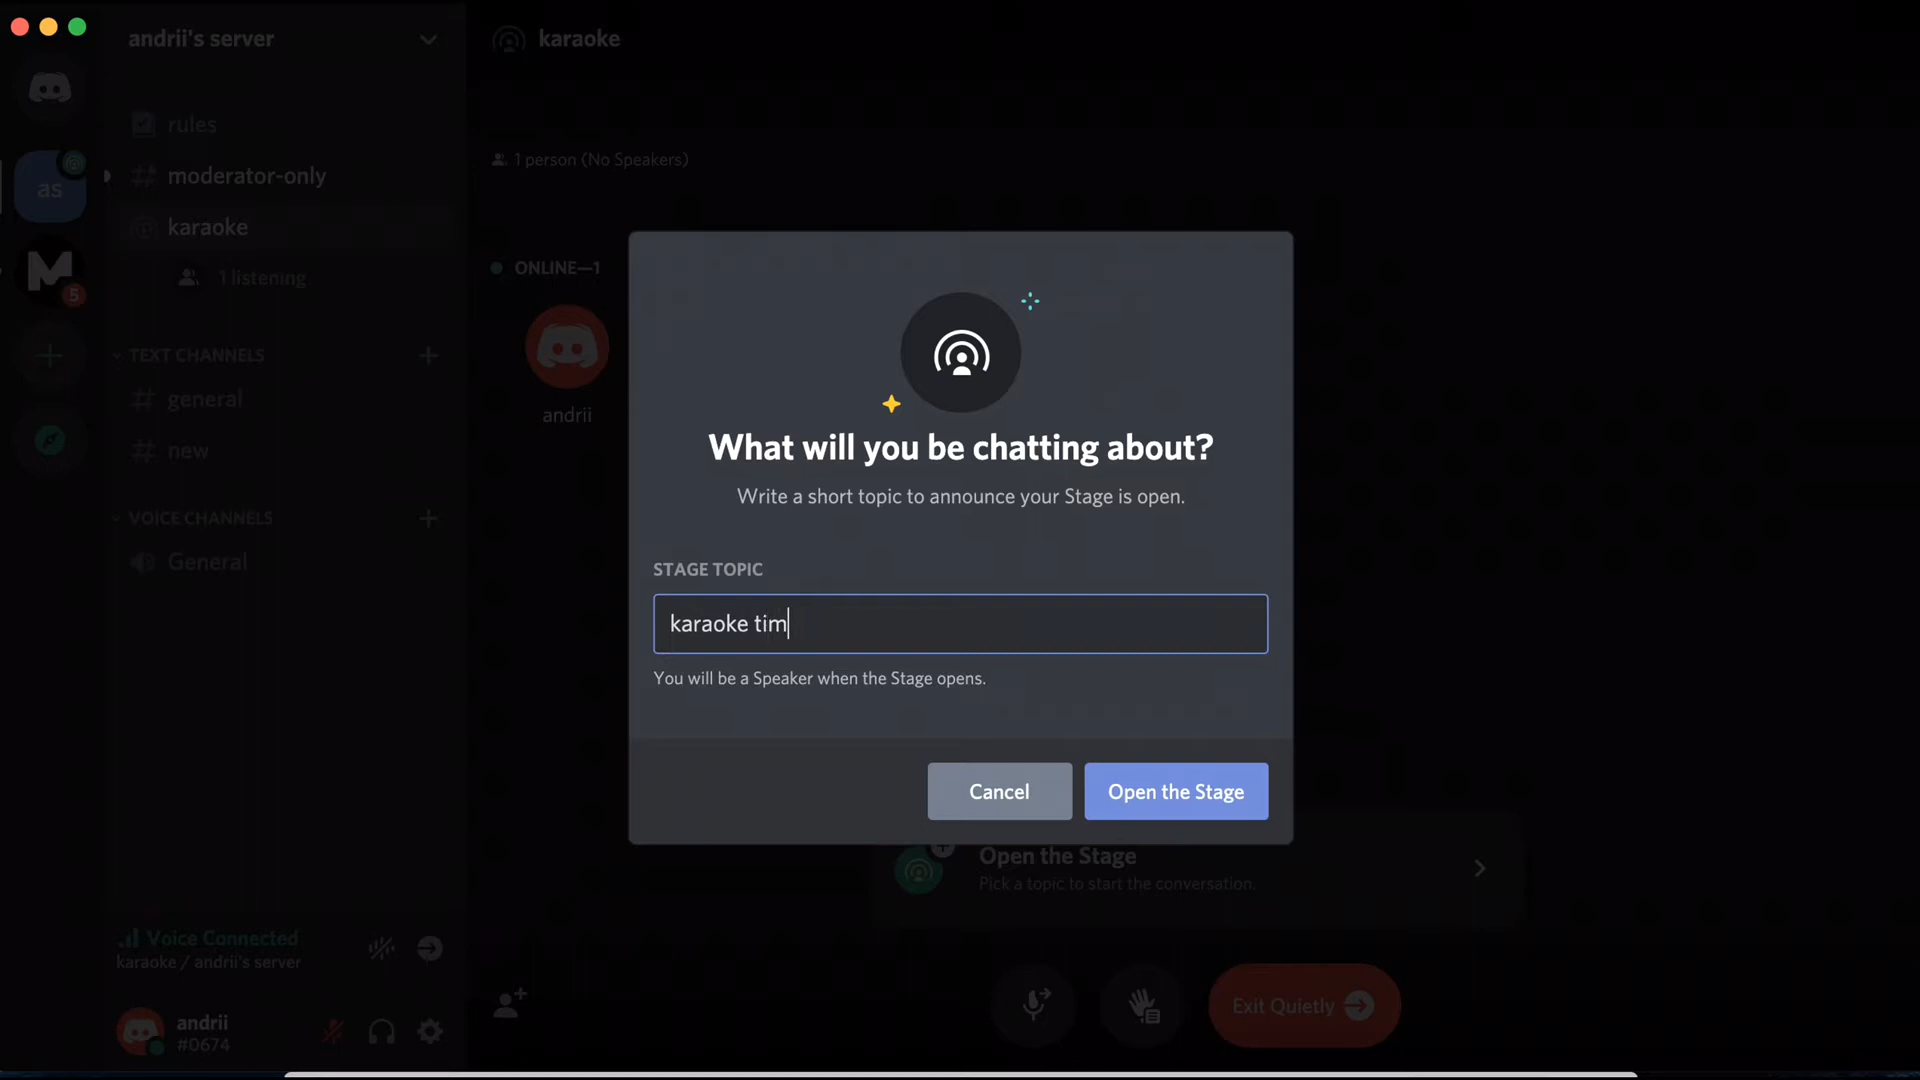 andrii's server
karaoke
rules
1 person (No Speakers)
as
moderator-only
karaoke
5
1 listening
ONLINE—1
TEXT CHANNELS
general
andrii
new
VOICE CHANNELS
General
What will you be chatting about?
Write a short topic to announce your Stage is open.
STAGE TOPIC
karaoke tim
You will be a Speaker when the Stage opens.
Cancel
Open the Stage
Open the Stage
Pick a topic to start the conversation.
Voice Connected
karaoke / andrii's server
Exit Quietly
andrii
#0674